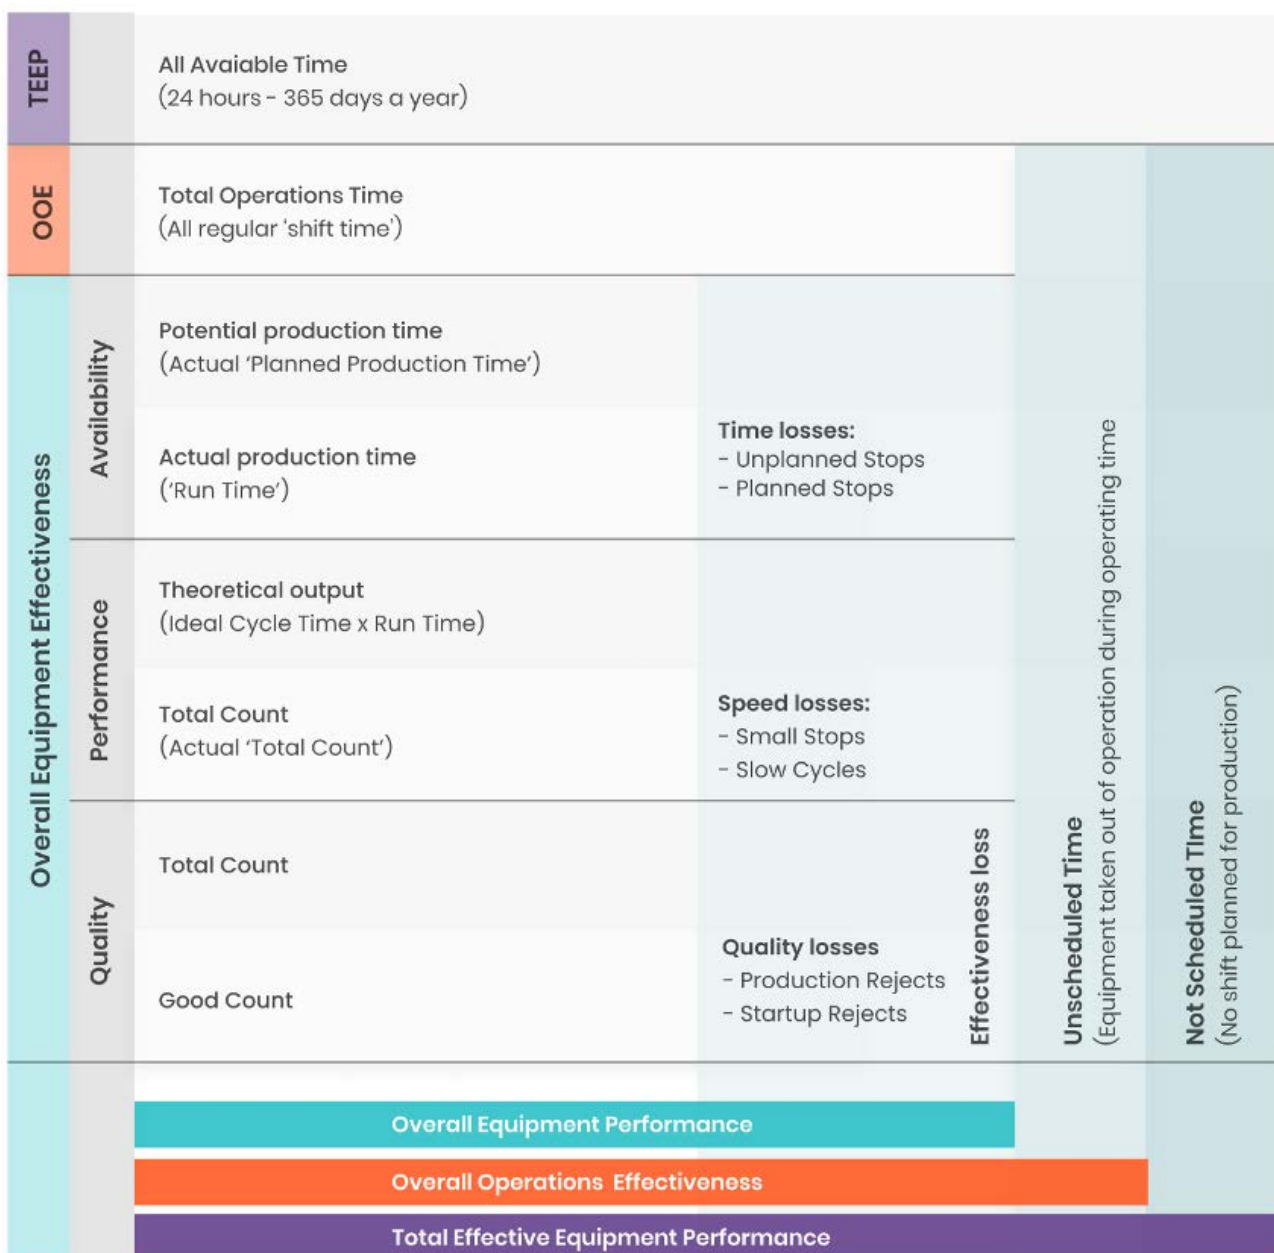 TEEP
All Avaiable Time
(24 hours - 365 days a year)
OOE
Total Operations Time
(All regular 'shift time')
Overall Equipment Effectiveness
Availability
Potential production time
(Actual 'Planned Production Time')
Actual production time
('Run Time')
Time losses:
- Unplanned Stops
- Planned Stops
Performance
Theoretical output
(Ideal Cycle Time x Run Time)
Total Count
(Actual 'Total Count')
Speed losses:
- Small Stops
- Slow Cycles
Quality
Total Count
Good Count
Quality losses
- Production Rejects
- Startup Rejects
Effectiveness loss
Unscheduled Time
(Equipment taken out of operation during operating time
Not Scheduled TIme
(No shift planned for production)
Overall Equipment Performance
Overall Operations Effectiveness
Total Effective Equipment Performance